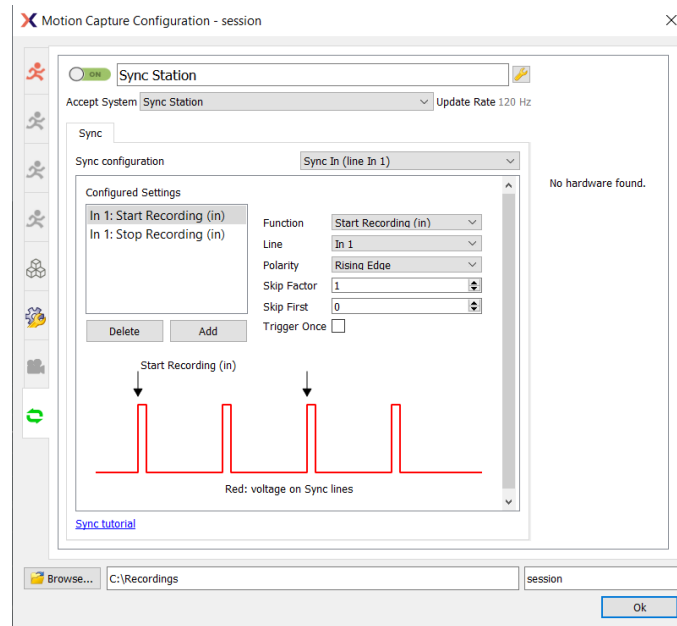 Motion Capture Configuration - session
ON
Sync Station
Accept System Sync Station Update Rate 120 Hz
Sync
Sync configuration Sync In (line In 1)
No hardware found.
Configured Settings
In 1: Start Recording (in)
In 1: Stop Recording (in)
Function Start Recording (in)
Line In 1
Polarity Rising Edge
Skip Factor 1
Skip First 0
Trigger Once
Delete Add
Start Recording (in)
Red: voltage on Sync lines
Sync tutorial
Browse... C:\Recordings session
Ok